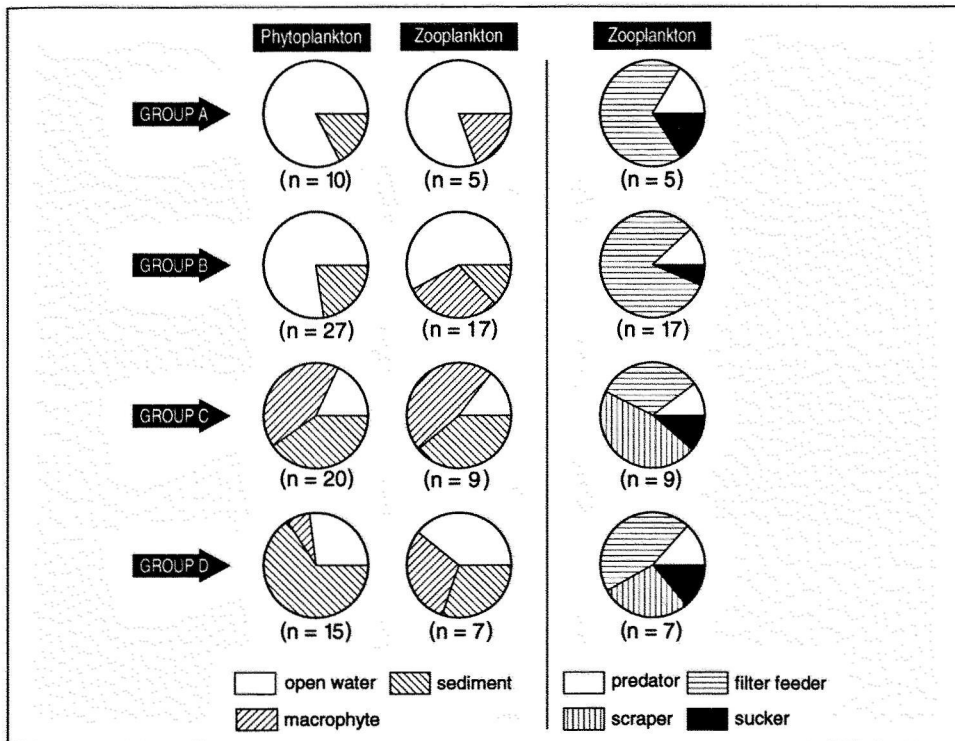 Phytoplankton Zooplankton Zooplankton
GROUP A
(n = 10) (n = 5) (n = 5)
GROUP B
(n = 27) (n = 17) (n = 17)
GROUP C
(n = 20) (n = 9) (n = 9)
GROUP D
(n = 15) (n = 7) (n = 7)
open water sediment predator filter feeder
macrophyte scraper sucker